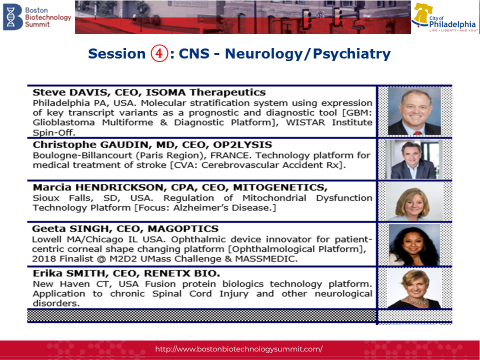 Boston
Biotechnology
Summit
City of
Philadelphia
LIFE • LIBERTY • AND YOU.™
Session ④: CNS - Neurology/Psychiatry
Steve DAVIS, CEO, ISOMA Therapeutics
Philadelphia PA, USA. Molecular stratification system using expression
of key transcript variants as a prognostic and diagnostic tool [GBM:
Glioblastoma Multiforme & Diagnostic Platform], WISTAR Institute
Spin-Off.
Christophe GAUDIN, MD, CEO, OP2LYSIS
Boulogne-Billancourt (Paris Region), FRANCE. Technology platform for
medical treatment of stroke [CVA: Cerebrovascular Accident Rx].
Marcia HENDRICKSON, CPA, CEO, MITOGENETICS,
Sioux Falls, SD, USA. Regulation of Mitochondrial Dysfunction
Technology Platform [Focus: Alzheimer's Disease.]
Geeta SINGH, CEO, MAGOPTICS
Lowell MA/Chicago IL USA. Ophthalmic device innovator for patient-
centric corneal shape changing platform [Ophthalmological Platform],
2018 Finalist @ M2D2 UMass Challenge & MASSMEDIC.
Erika SMITH, CEO, RENETX BIO.
New Haven CT, USA Fusion protein biologics technology platform.
Application to chronic Spinal Cord Injury and other neurological
disorders.
http://www.bostonbiotechnologysummit.com/